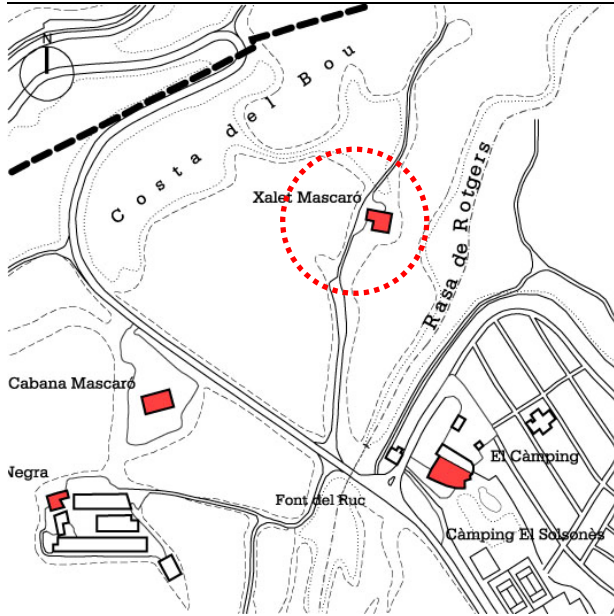 N
Costa del Bou
Xalet Mascaró
Rasa de Rotgers
Cabana Mascaró
El Càmping
Negra
Font del Ruc
Càmping El Solsonès